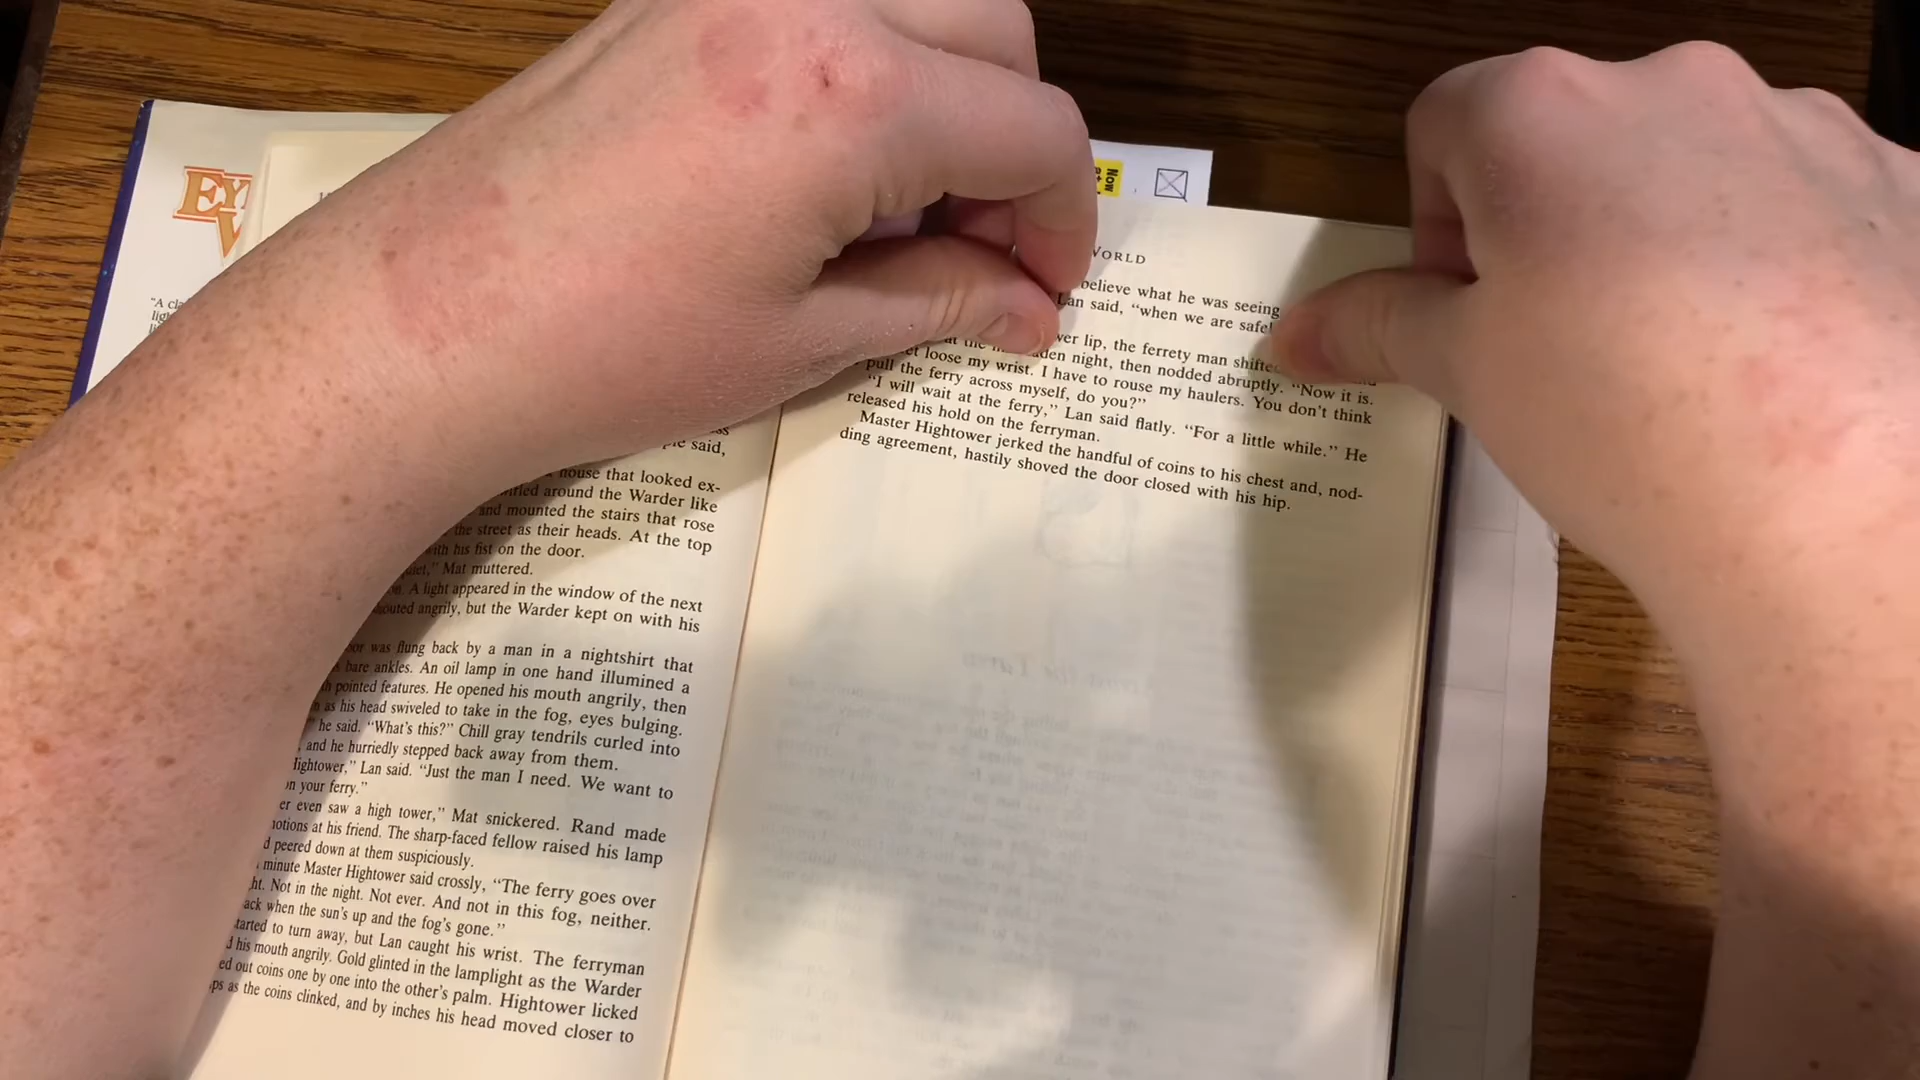 EY
"A cla
said,
house that looked ex-
around the Warder like
and mounted the stairs that rose
the street as their heads. At the top
with his fist on the door.
Mat muttered.
A light appeared in the window of the next
shouted angrily, but the Warder kept on with his
was flung back by a man in a nightshirt that
bare ankles. An oil lamp in one hand illumined a
pointed features. He opened his mouth angrily, then
as his head swiveled to take in the fog, eyes bulging.
he said. "What's this?" Chill gray tendrils curled into
, and he hurriedly stepped back away from them.
Hightower," Lan said. "Just the man I need. We want to
on your ferry."
even saw a high tower," Mat snickered. Rand made
motions at his friend. The sharp-faced fellow raised his lamp
peered down at them suspiciously.
minute Master Hightower said crossly, "The ferry goes over
Not in the night. Not ever. And not in this fog, neither.
when the sun's up and the fog's gone."
started to turn away, but Lan caught his wrist. The ferryman
his mouth angrily. Gold glinted in the lamplight as the Warder
out coins one by one into the other's palm. Hightower licked
as the coins clinked, and by inches his head moved closer to
Now
WORLD
believe what he was seeing
Lan said, "when we are safe
lip, the ferrety man shifted
at the night, then nodded abruptly. "Now it is.
loose my wrist. I have to rouse my haulers. You don't think
pull the ferry across myself, do you?"
"I will wait at the ferry," Lan said flatly. "For a little while." He
released his hold on the ferryman.
Master Hightower jerked the handful of coins to his chest and, nod-
ding agreement, hastily shoved the door closed with his hip.